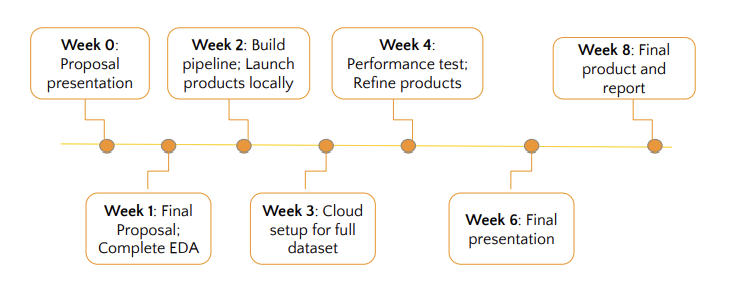 Week 0:
Proposal
presentation
Week 1: Final
Proposal;
Complete EDA
Week 2: Build
pipeline; Launch
products locally
Week 3: Cloud
setup for full
dataset
Week 4:
Performance test;
Refine products
Week 6: Final
presentation
Week 8: Final
product and
report